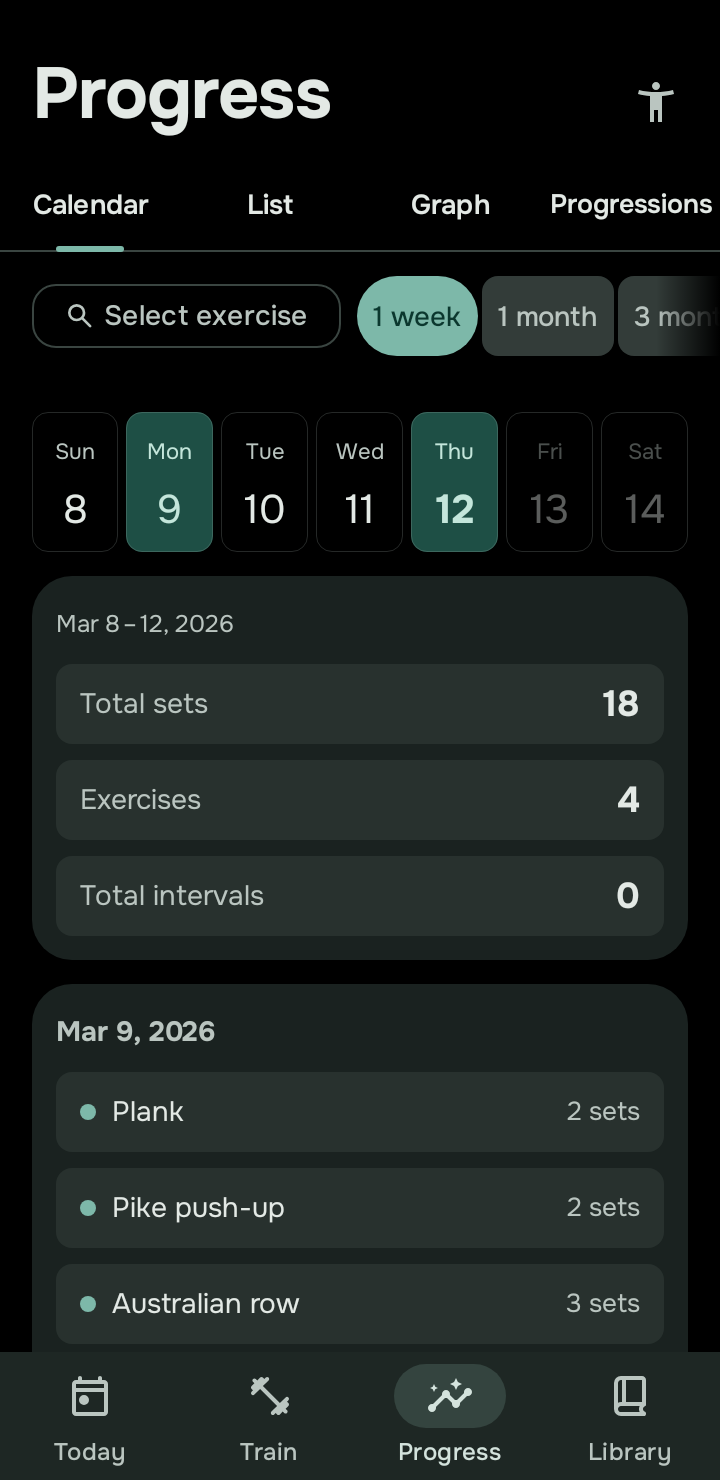 Progress
Calendar List Graph Progressions
Select exercise 1 week 1 month 3 mon
Sun Mon Tue Wed Thu Fri Sat
8 9 10 11 12 13 14
Mar 8 – 12, 2026
Total sets 18
Exercises 4
Total intervals 0
Mar 9, 2026
Plank 2 sets
Pike push-up 2 sets
Australian row 3 sets
Today Train Progress Library